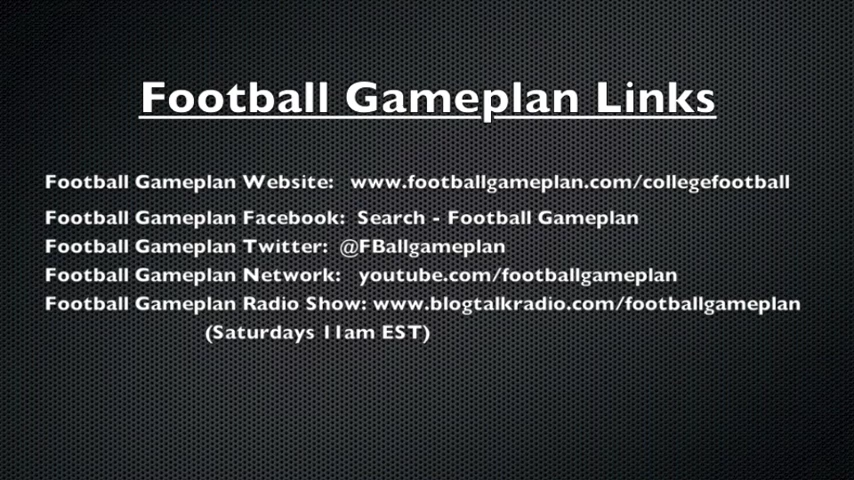 Football Gameplan Links
Football Gameplan Website: www.footballgameplan.com/collegefootball
Football Gameplan Facebook: Search - Football Gameplan
Football Gameplan Twitter: @FBallgameplan
Football Gameplan Network: youtube.com/footballgameplan
Football Gameplan Radio Show: www.blogtalkradio.com/footballgameplan
(Saturdays 11am EST)